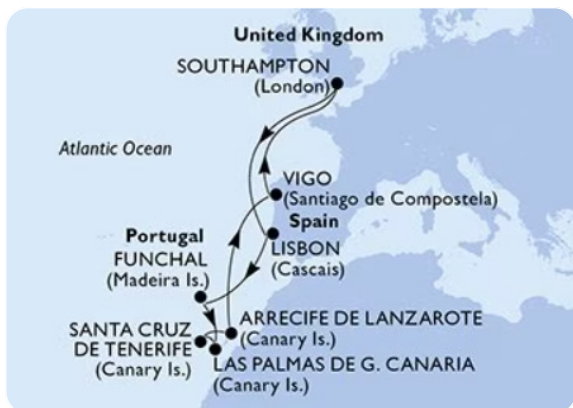 United Kingdom
SOUTHAMPTON
(London)
Atlantic Ocean
VIGO
(Santiago de Compostela)
Spain
Portugal
LISBON
(Cascais)
FUNCHAL
(Madeira Is.)
ARRECIFE DE LANZAROTE
(Canary Is.)
SANTA CRUZ
DE TENERIFE
(Canary Is.)
LAS PALMAS DE G. CANARIA
(Canary Is.)